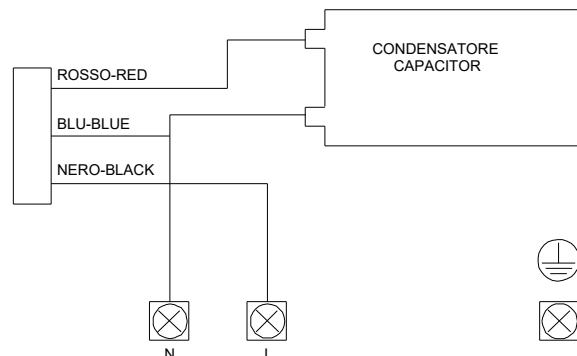 CONDENSATORE
CAPACITOR
ROSSO-RED
BLU-BLUE
NERO-BLACK
N L